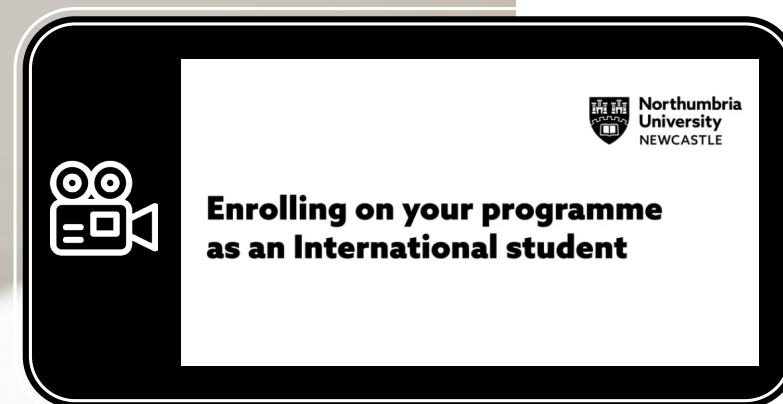 Northumbria
University
NEWCASTLE
Enrolling on your programme
as an International student